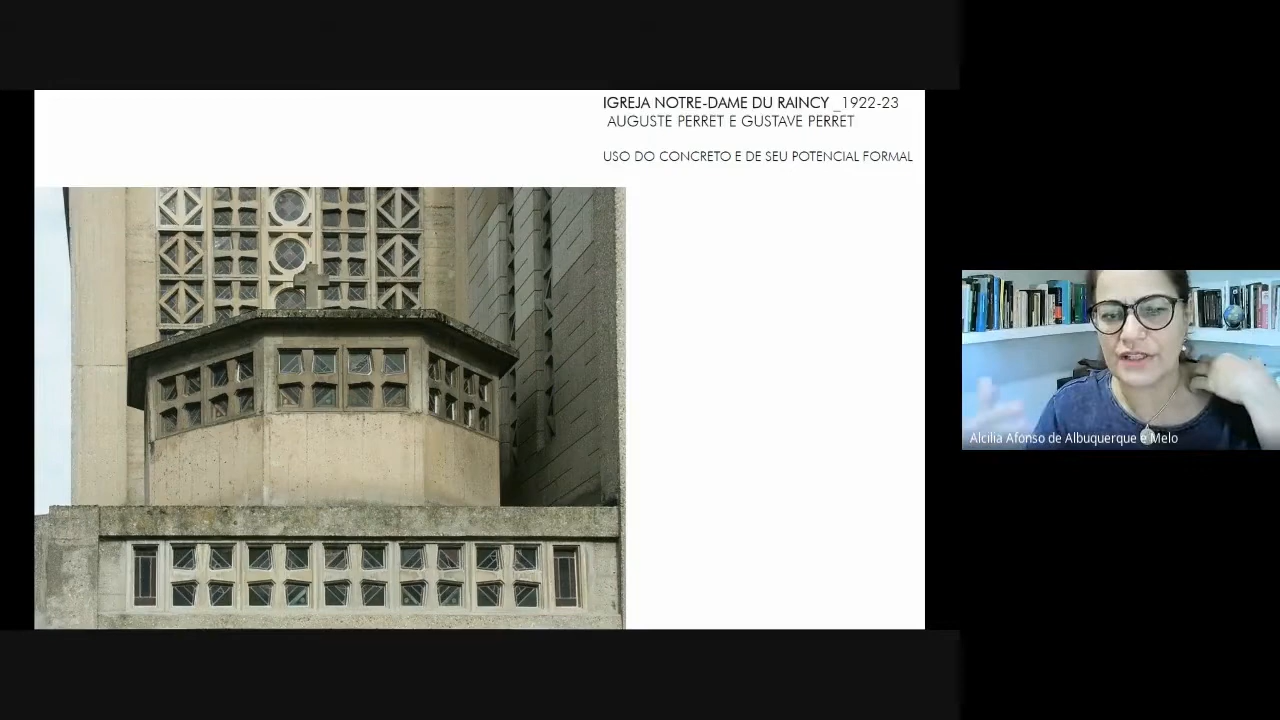 IGREJA NOTRE-DAME DU RAINCY _1922-23
AUGUSTE PERRET E GUSTAVE PERRET
USO DO CONCRETO E DE SEU POTENCIAL FORMAL
Alcilia Afonso de Albuquerque e Melo